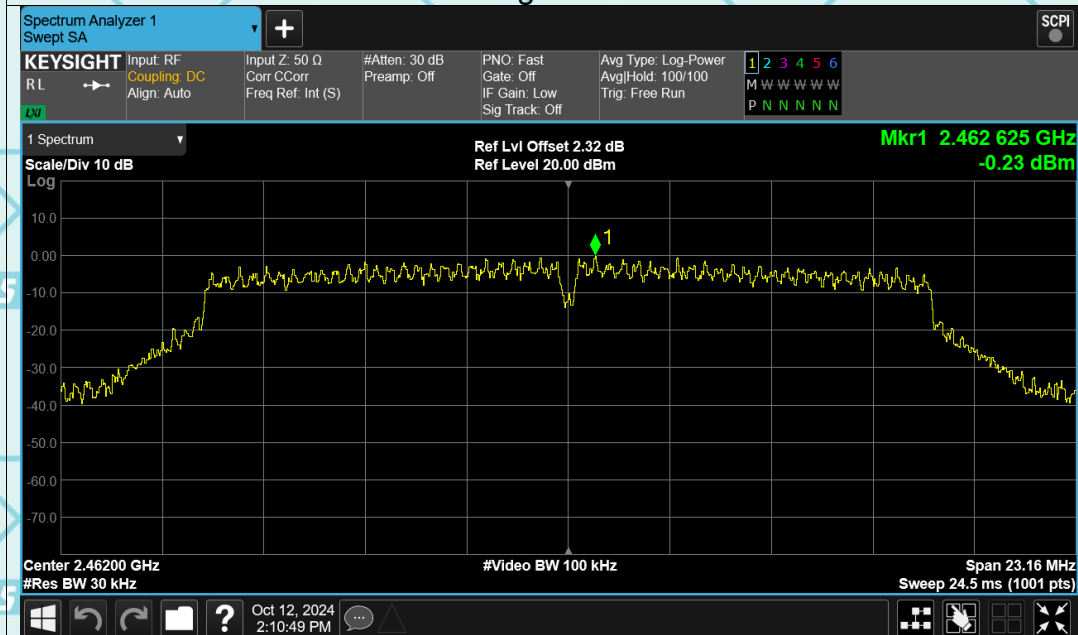 Spectrum Analyzer 1
Swept SA
+
SCPI
KEYSIGHT
R L
LXI
Input: RF
Coupling: DC
Align: Auto
Input Z: 50 Ω
Corr CCorr
Freq Ref: Int (S)
#Atten: 30 dB
Preamp: Off
PNO: Fast
Gate: Off
IF Gain: Low
Sig Track: Off
Avg Type: Log-Power
Avg|Hold: 100/100
Trig: Free Run
1 2 3 4 5 6
M W W W W W
P N N N N N
1 Spectrum
Scale/Div 10 dB
Log
Ref Lvl Offset 2.32 dB
Ref Level 20.00 dBm
Mkr1 2.462 625 GHz
-0.23 dBm
1
10.0
0.00
-10.0
-20.0
-30.0
-40.0
-50.0
-60.0
-70.0
Center 2.46200 GHz
#Res BW 30 kHz
#Video BW 100 kHz
Span 23.16 MHz
Sweep 24.5 ms (1001 pts)
?
Oct 12, 2024
2:10:49 PM